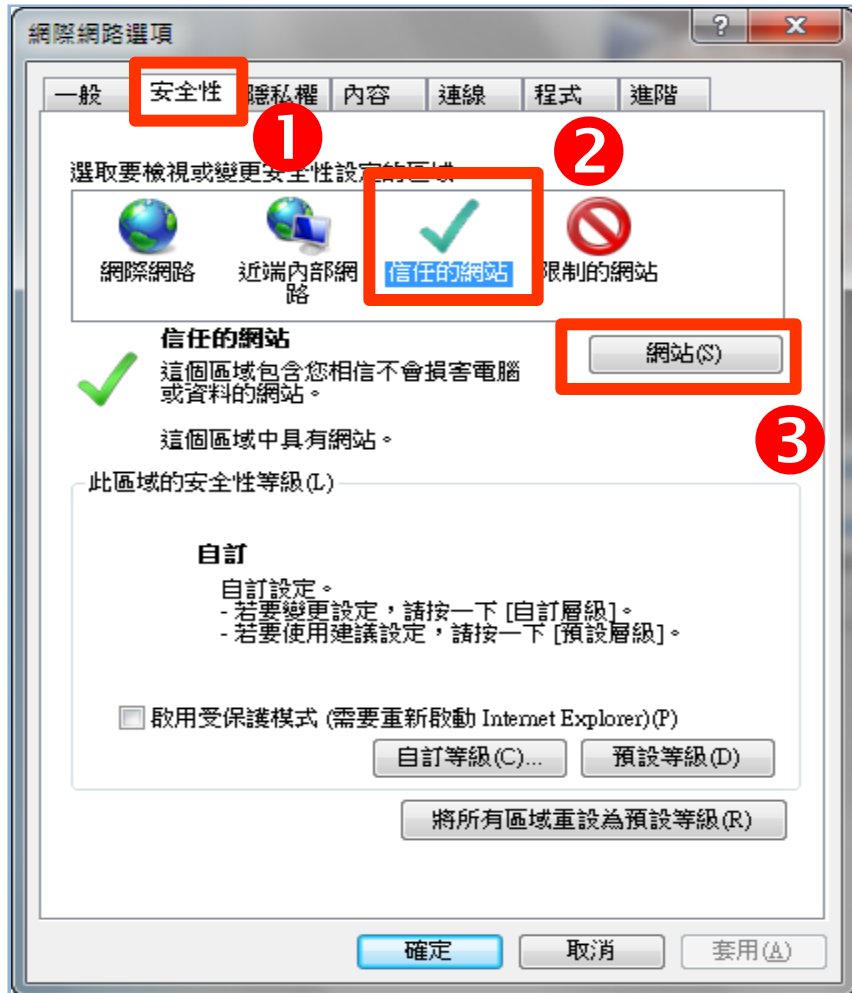 網際網路選項
一般 安全性 隱私權 內容 連線 程式 進階
1
2
選取要檢視或變更安全性設定的區域
網際網路 近端內部網路 信任的網站 限制的網站
信任的網站
網站(S)
這個區域包含您相信不會損害電腦
或資料的網站。
3
這個區域中具有網站。
此區域的安全性等級(L)
自訂
自訂設定。
- 若要變更設定，請按一下 [自訂層級]。
- 若要使用建議設定，請按一下 [預設層級]。
啟用受保護模式 (需要重新啟動 Internet Explorer)(P)
自訂等級(C)... 預設等級(D)
將所有區域重設為預設等級(R)
確定 取消 套用(A)